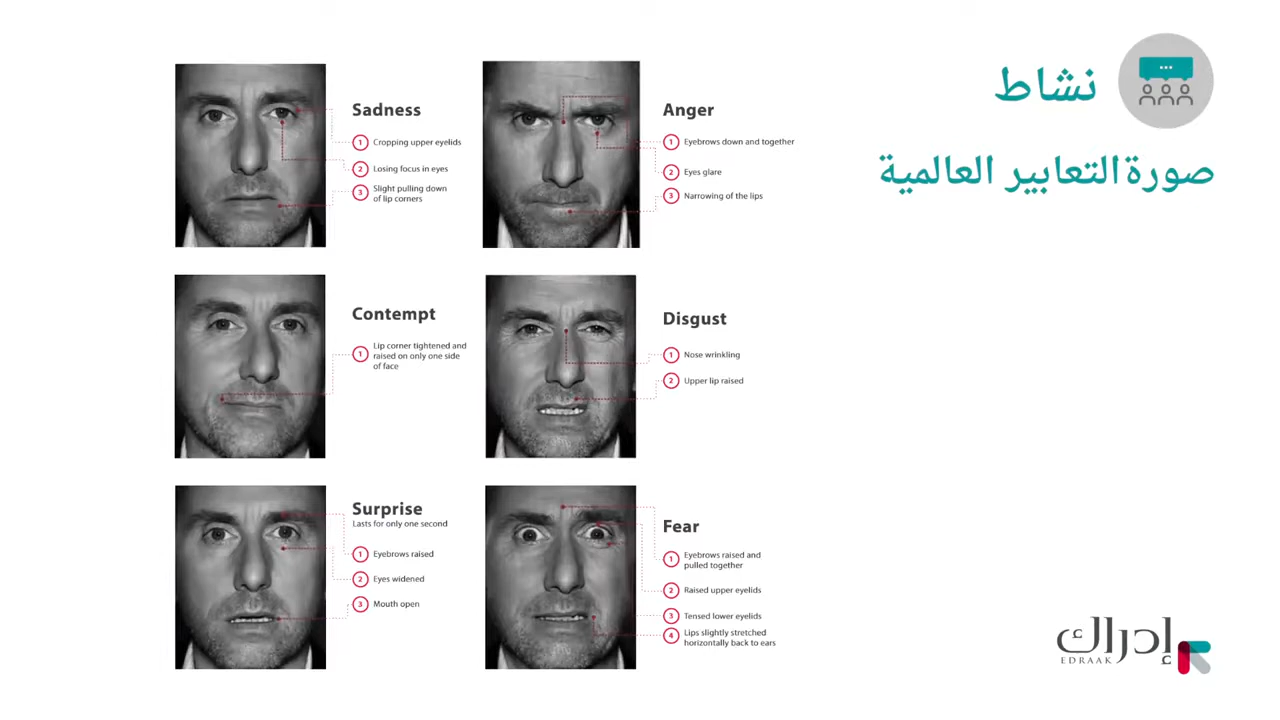 نشاط
صورة التعابير العالمية
Sadness
1 Cropping upper eyelids
2 Losing focus in eyes
3 Slight pulling down
of lip corners
Anger
1 Eyebrows down and together
2 Eyes glare
3 Narrowing of the lips
Contempt
1 Lip corner tightened and
raised on only one side
of face
Disgust
1 Nose wrinkling
2 Upper lip raised
Surprise
Lasts for only one second
1 Eyebrows raised
2 Eyes widened
3 Mouth open
Fear
1 Eyebrows raised and
pulled together
2 Raised upper eyelids
3 Tensed lower eyelids
4 Lips slightly stretched
horizontally back to ears
إدراك
EDRAAK